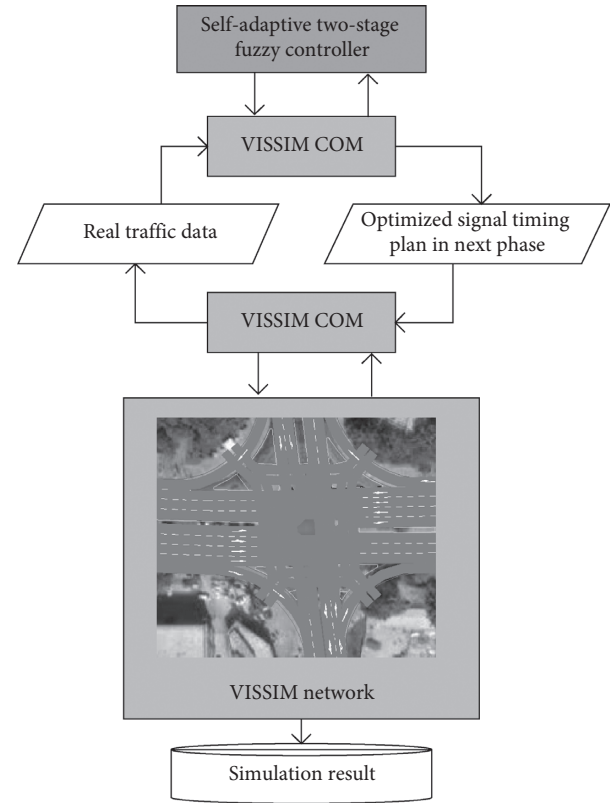 Self-adaptive two-stage
fuzzy controller
VISSIM COM
Real traffic data
Optimized signal timing
plan in next phase
VISSIM COM
VISSIM network
Simulation result